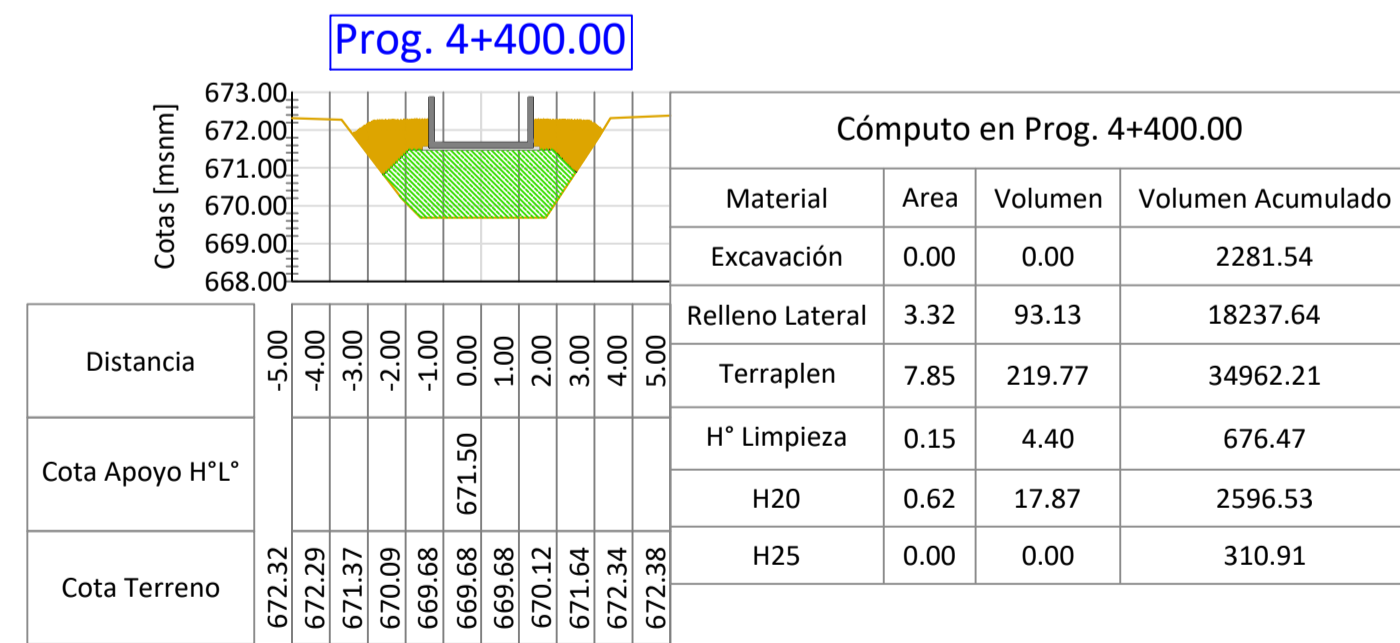 Prog. 4+400.00
Cotas [msnm]
673.00
672.00
671.00
670.00
669.00
668.00
Distancia -5.00 -4.00 -3.00 -2.00 -1.00 0.00 1.00 2.00 3.00 4.00 5.00
Cota Apoyo H°L° 671.50
Cota Terreno 672.32 672.29 671.37 670.09 669.68 669.68 669.68 670.12 671.64 672.34 672.38
Cómputo en Prog. 4+400.00
Material Area Volumen Volumen Acumulado
Excavación 0.00 0.00 2281.54
Relleno Lateral 3.32 93.13 18237.64
Terraplen 7.85 219.77 34962.21
H° Limpieza 0.15 4.40 676.47
H20 0.62 17.87 2596.53
H25 0.00 0.00 310.91